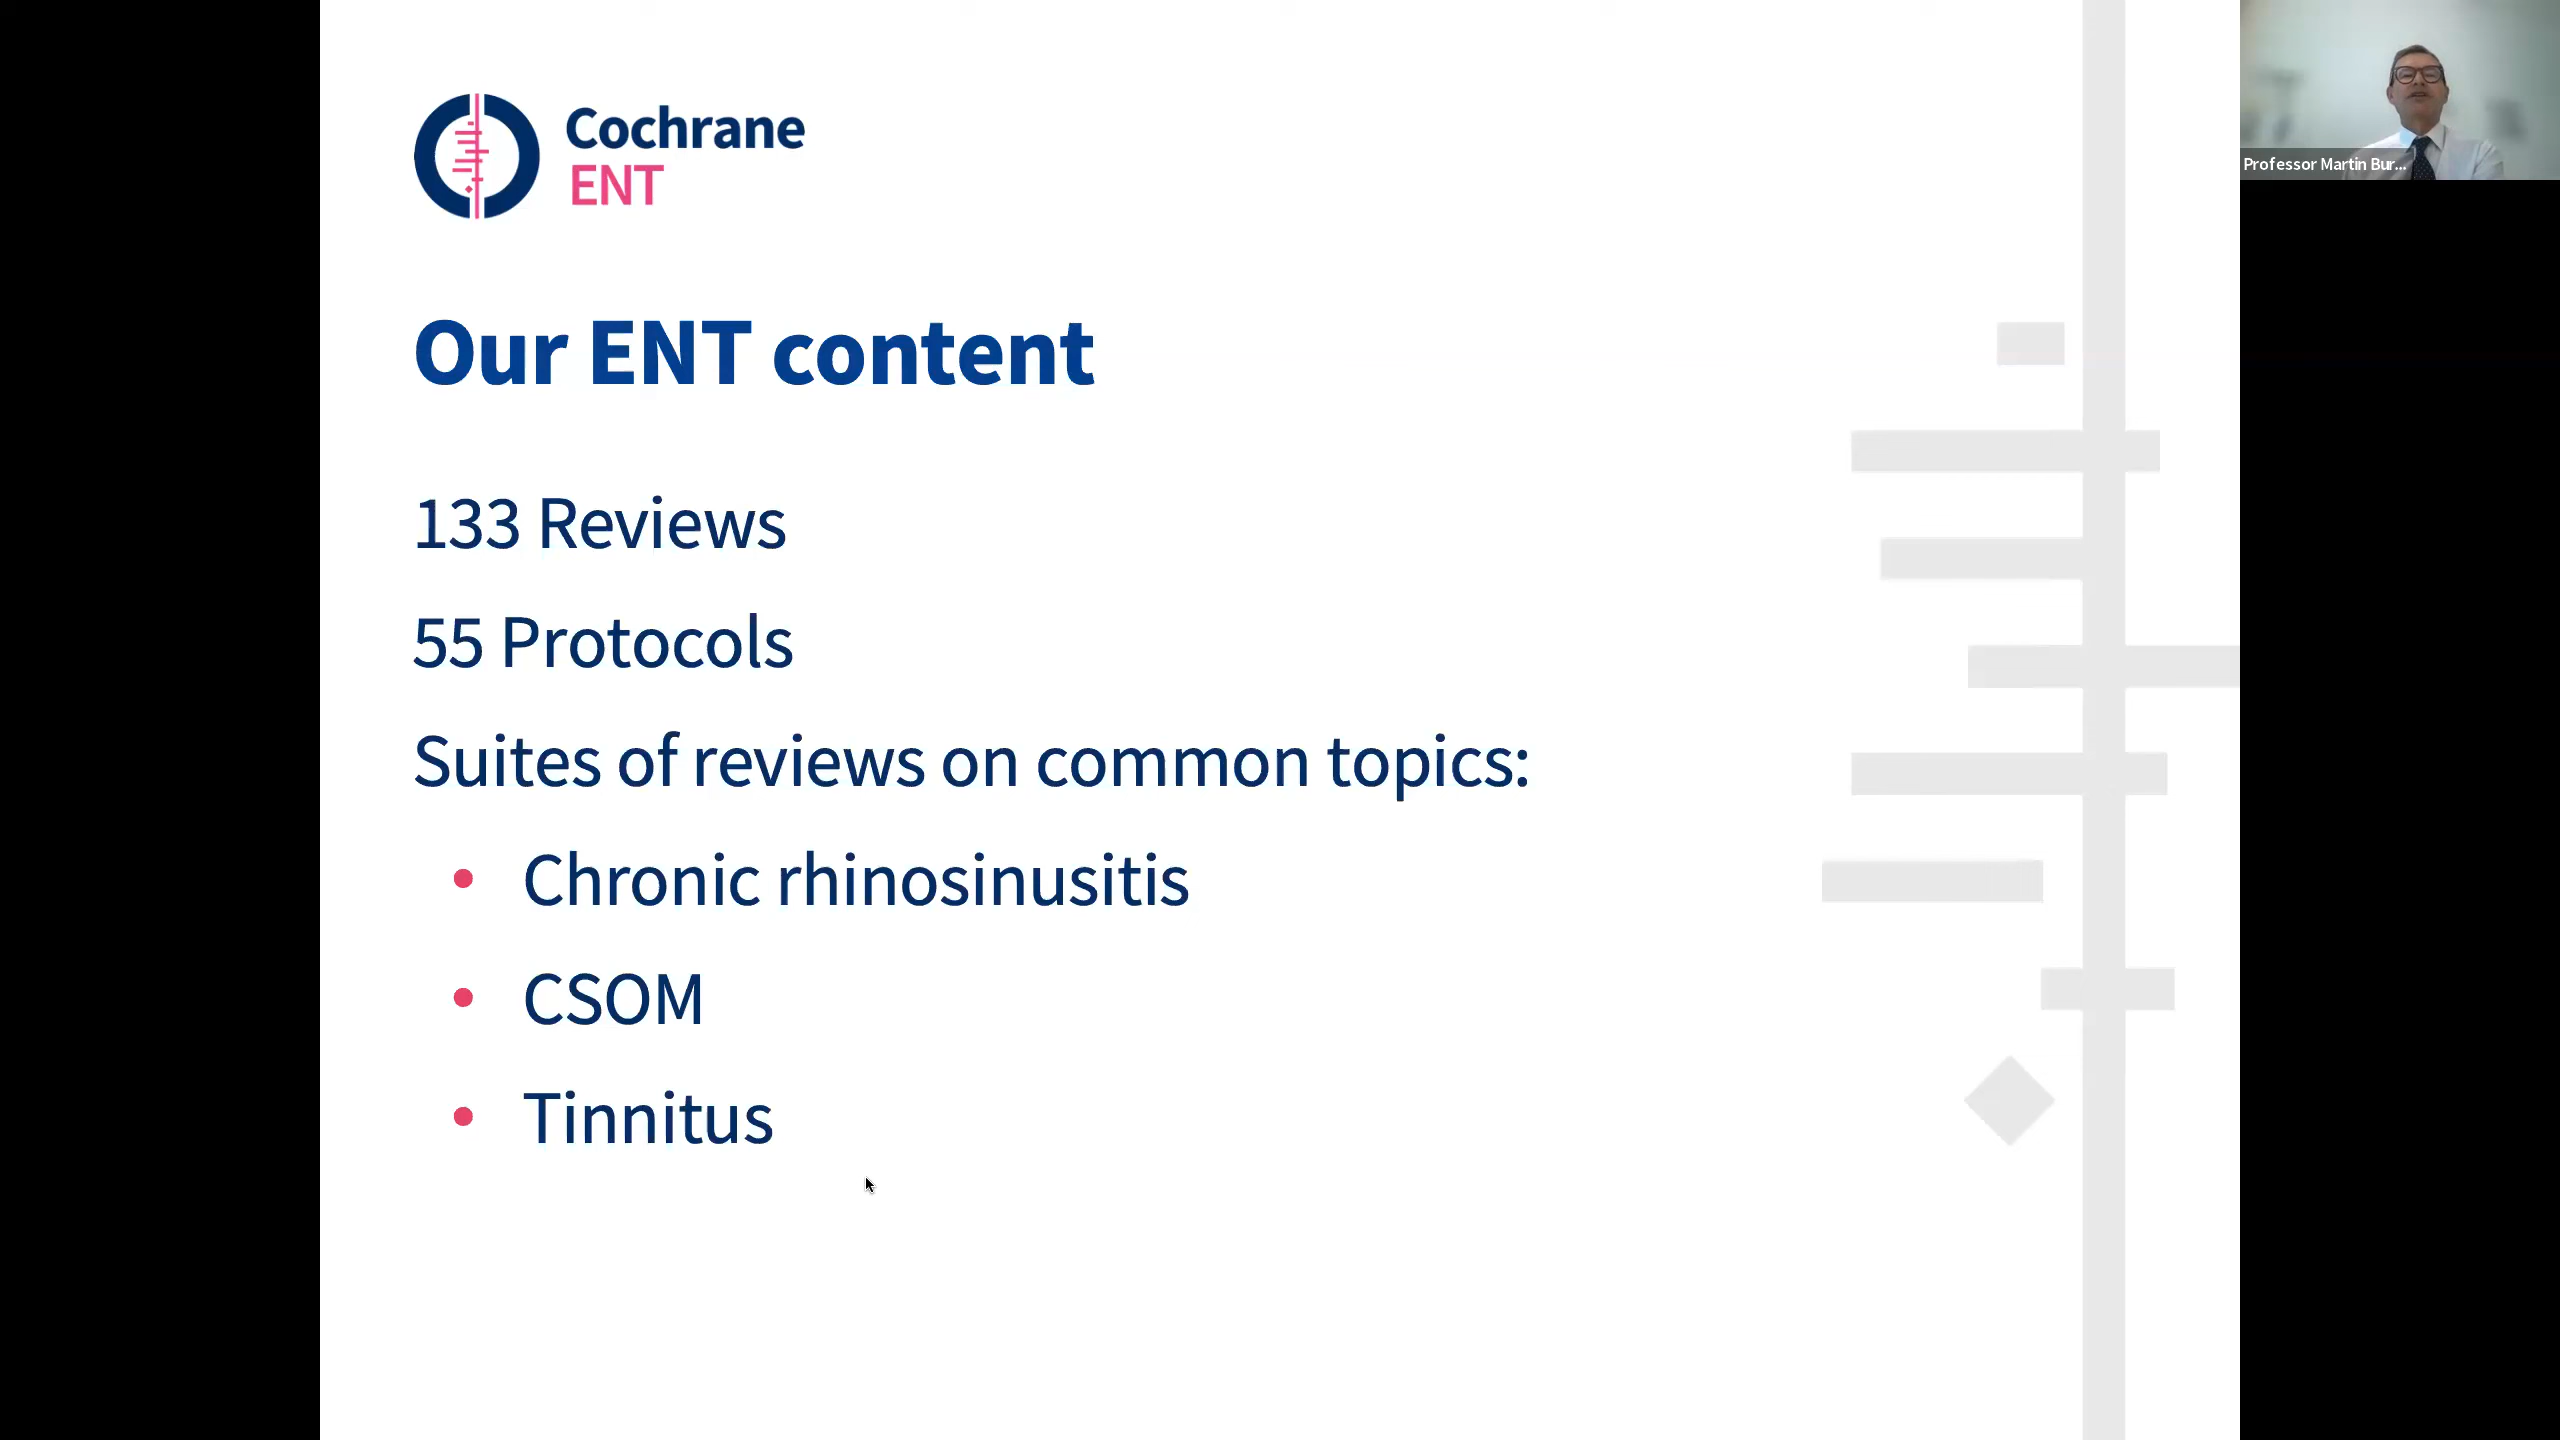 Cochrane
ENT
Our ENT content
133 Reviews
55 Protocols
Suites of reviews on common topics:
• Chronic rhinosinusitis
• CSOM
• Tinnitus
Professor Martin Bur...